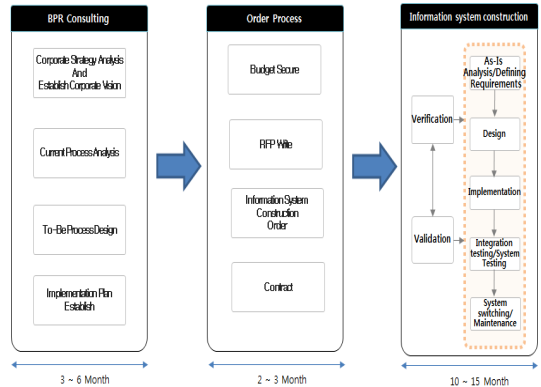 BPR Consulting
Corporate Strategy Analysis
And
Establish Corporate Vision
Current Process Analysis
To-Be Process Design
Implementation Plan
Establish
3 ~ 6 Month
Order Process
Budget Secure
RFP Write
Information System
Construction
Order
Contract
2 ~ 3 Month
Information system construction
As-Is
Analysis/Defining
Requirements
Verification
Design
Implementation
Validation
Integration
testing/System
Testing
System
switching/
Maintenance
10 ~ 15 Month